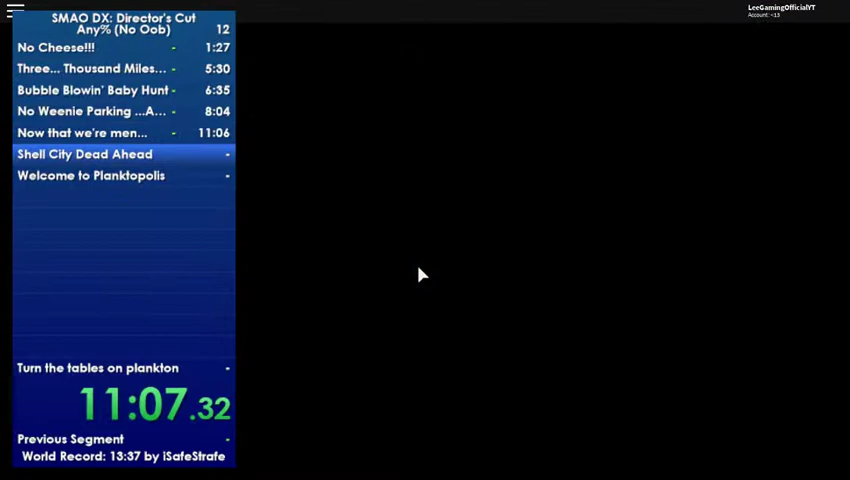 LeeGamingOfficialYT
Account: <13
SMAO DX: Director's Cut
Any% (No Oob) 12
No Cheese!!! - 1:27
Three... Thousand Miles... - 5:30
Bubble Blowin' Baby Hunt - 6:35
No Weenie Parking ...A... - 8:04
Now that we're men... - 11:06
Shell City Dead Ahead -
Welcome to Planktopolis -
Turn the tables on plankton -
11:07.32
Previous Segment -
World Record: 13:37 by iSafeStrafe